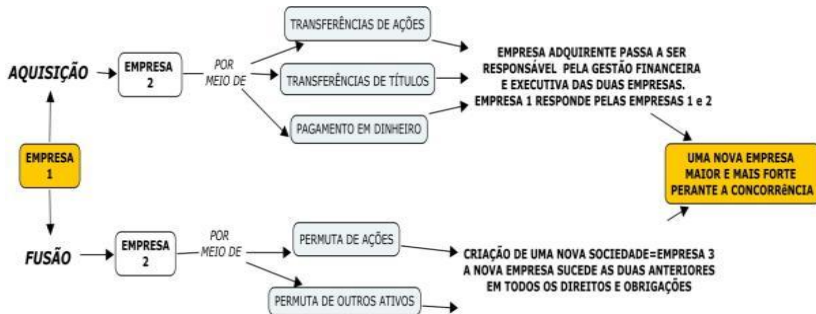 TRANSFERÊNCIAS DE AÇÕES
AQUISIÇÃO
EMPRESA
2
POR
MEIO DE
TRANSFERÊNCIAS DE TÍTULOS
EMPRESA ADQUIRENTE PASSA A SER
RESPONSÁVEL PELA GESTÃO FINANCEIRA
E EXECUTIVA DAS DUAS EMPRESAS.
EMPRESA 1 RESPONDE PELAS EMPRESAS 1 e 2
PAGAMENTO EM DINHEIRO
EMPRESA
1
UMA NOVA EMPRESA
MAIOR E MAIS FORTE
PERANTE A CONCORRêNCIA
FUSÃO
EMPRESA
2
POR
MEIO DE
PERMUTA DE AÇÕES
CRIAÇÃO DE UMA NOVA SOCIEDADE=EMPRESA 3
A NOVA EMPRESA SUCEDE AS DUAS ANTERIORES
EM TODOS OS DIREITOS E OBRIGAÇÕES
PERMUTA DE OUTROS ATIVOS